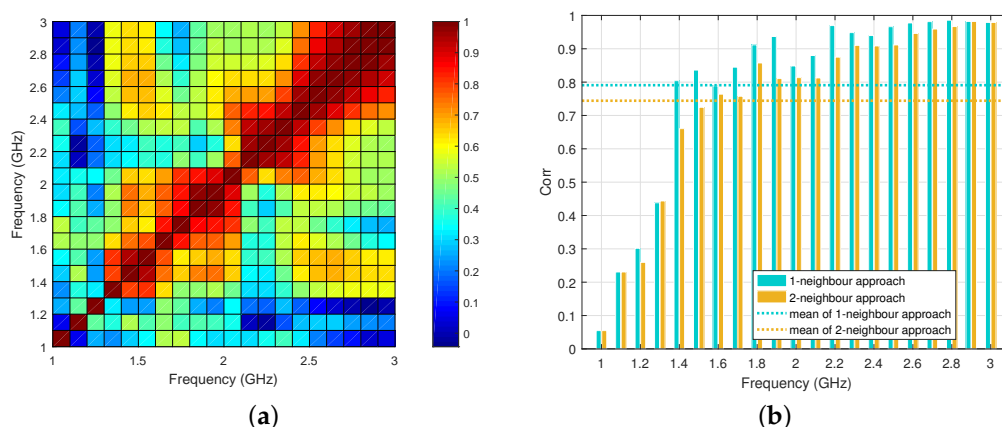 3
2.8
2.6
2.4
2.2
2
1.8
1.6
1.4
1.2
1
Frequency (GHz)
1 1.5 2 2.5 3
Frequency (GHz)
1
0.9
0.8
0.7
0.6
0.5
0.4
0.3
0.2
0.1
0
(a)
1
0.9
0.8
0.7
0.6
0.5
0.4
0.3
0.2
0.1
0
Corr
1-neighbour approach
2-neighbour approach
mean of 1-neighbour approach
mean of 2-neighbour approach
1 1.2 1.4 1.6 1.8 2 2.2 2.4 2.6 2.8 3
Frequency (GHz)
(b)